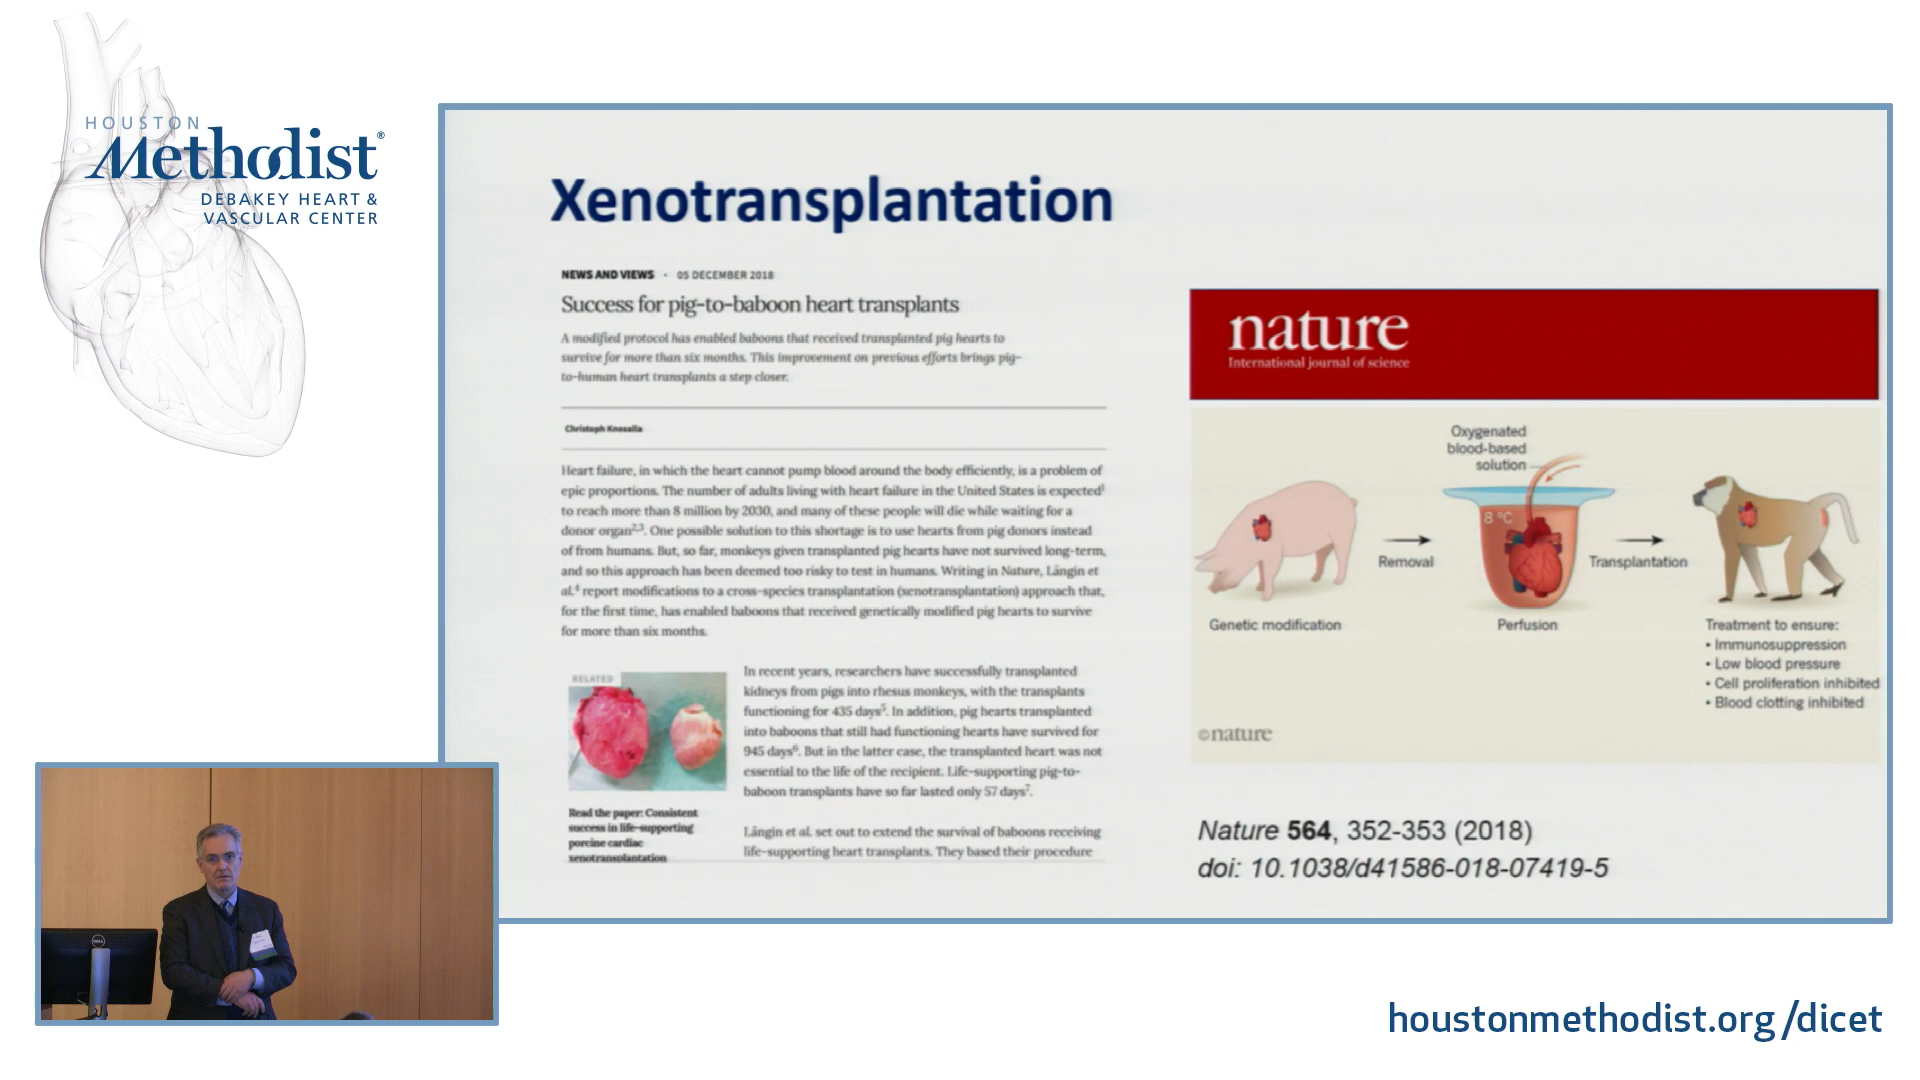 HOUSTON
Methodist®
DEBAKEY HEART &
VASCULAR CENTER
Xenotransplantation
NEWS AND VIEWS · 05 DECEMBER 2018
Success for pig-to-baboon heart transplants
A modified protocol has enabled baboons that received transplanted pig hearts to
survive for more than six months. This improvement on previous efforts brings pig-
to-human heart transplants a step closer.
Christoph Knosalla
Heart failure, in which the heart cannot pump blood around the body efficiently, is a problem of
epic proportions. The number of adults living with heart failure in the United States is expected1
to reach more than 8 million by 2030, and many of these people will die while waiting for a
donor organ2,3. One possible solution to this shortage is to use hearts from pig donors instead
of from humans. But, so far, monkeys given transplanted pig hearts have not survived long-term,
and so this approach has been deemed too risky to test in humans. Writing in Nature, Längin et
al.4 report modifications to a cross-species transplantation (xenotransplantation) approach that,
for the first time, has enabled baboons that received genetically modified pig hearts to survive
for more than six months.
RELATED
Read the paper: Consistent
success in life-supporting
porcine cardiac
xenotransplantation
In recent years, researchers have successfully transplanted
kidneys from pigs into rhesus monkeys, with the transplants
functioning for 435 days5. In addition, pig hearts transplanted
into baboons that still had functioning hearts have survived for
945 days6. But in the latter case, the transplanted heart was not
essential to the life of the recipient. Life-supporting pig-to-
baboon transplants have so far lasted only 57 days7.
Längin et al. set out to extend the survival of baboons receiving
life-supporting heart transplants. They based their procedure
nature
International journal of science
Oxygenated
blood-based
solution
8 °C
Removal
Transplantation
Genetic modification
Perfusion
Treatment to ensure:
• Immunosuppression
• Low blood pressure
• Cell proliferation inhibited
• Blood clotting inhibited
©nature
Nature 564, 352-353 (2018)
doi: 10.1038/d41586-018-07419-5
DELL
houstonmethodist.org/dicet